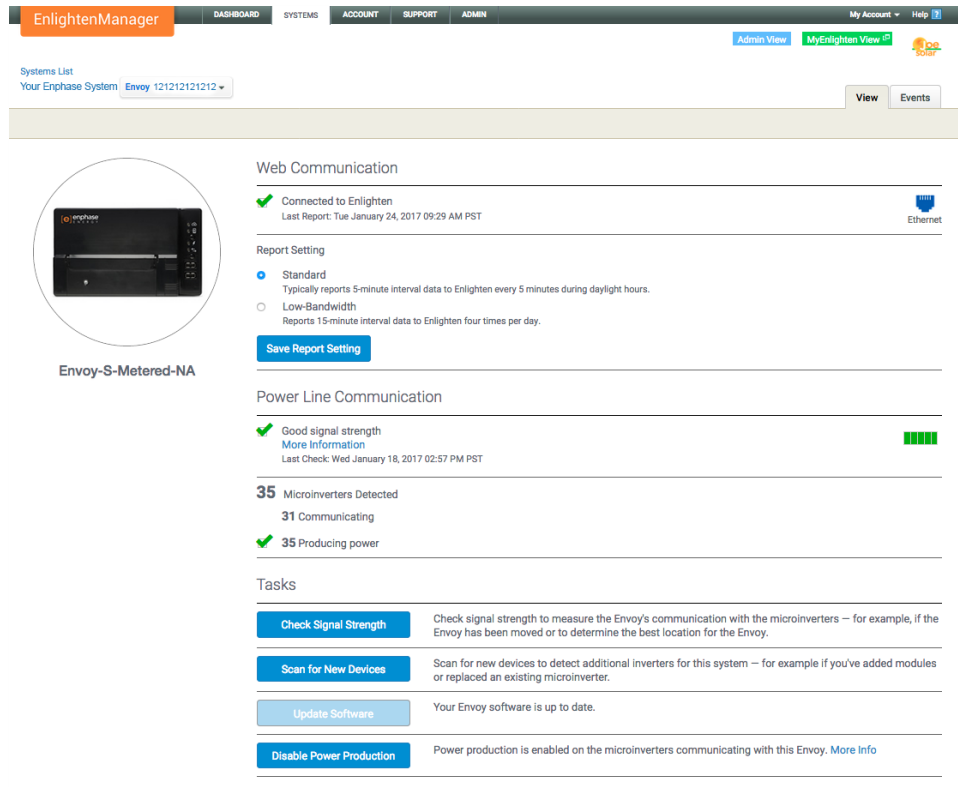 EnlightenManager
DASHBOARD SYSTEMS ACCOUNT SUPPORT ADMIN
My Account Help ?
Admin View MyEnlighten View
ipe
solar
Systems List
Your Enphase System Envoy 121212121212
View Events
[e] enphase
ENERGY
Envoy-S-Metered-NA
Web Communication
Connected to Enlighten
Last Report: Tue January 24, 2017 09:29 AM PST
Ethernet
Report Setting
Standard
Typically reports 5-minute interval data to Enlighten every 5 minutes during daylight hours.
Low-Bandwidth
Reports 15-minute interval data to Enlighten four times per day.
Save Report Setting
Power Line Communication
Good signal strength
More Information
Last Check: Wed January 18, 2017 02:57 PM PST
35 Microinverters Detected
31 Communicating
35 Producing power
Tasks
Check Signal Strength
Check signal strength to measure the Envoy's communication with the microinverters — for example, if the
Envoy has been moved or to determine the best location for the Envoy.
Scan for New Devices
Scan for new devices to detect additional inverters for this system — for example if you've added modules
or replaced an existing microinverter.
Update Software
Your Envoy software is up to date.
Disable Power Production
Power production is enabled on the microinverters communicating with this Envoy. More Info